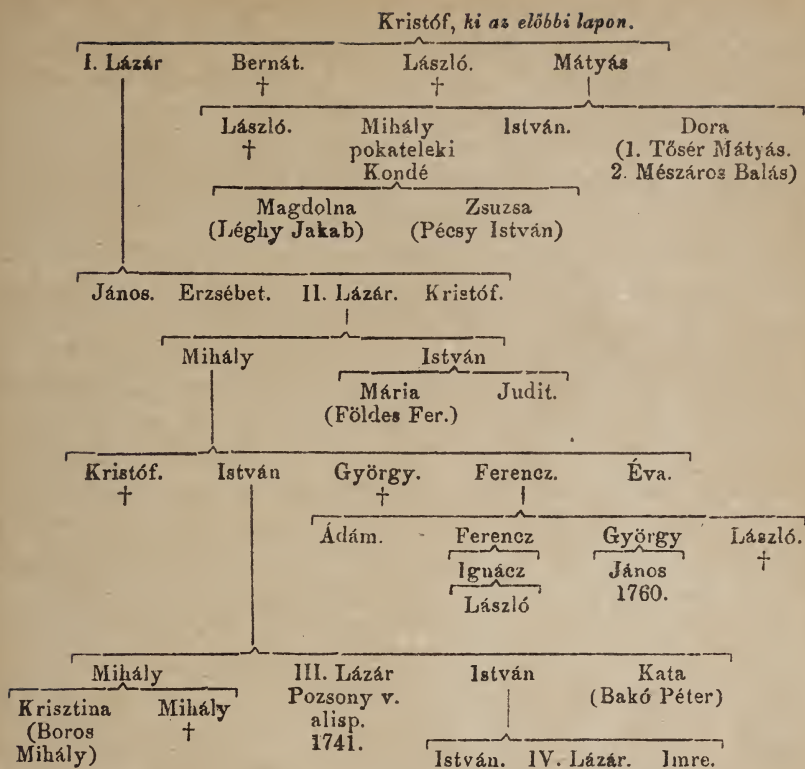 Kristóf, ki az előbbi lapon.
I. Lázár Bernát. László. Mátyás
† †
László. Mihály István. Dora
† pokateleki (1. Tősér Mátyás.
Kondé 2. Mészáros Balás)
Magdolna Zsuzsa
(Léghy Jakab) (Pécsy István)
János. Erzsébet. II. Lázár. Kristóf.
Mihály István
Mária Judit.
(Földes Fer.)
Kristóf. István György. Ferencz. Éva.
† †
Ádám. Ferencz György László.
Ignácz János †
László 1760.
Mihály III. Lázár István Kata
Krisztina Mihály Pozsony v. (Bakó Péter)
(Boros † alisp.
Mihály) 1741.
István. IV. Lázár. Imre.